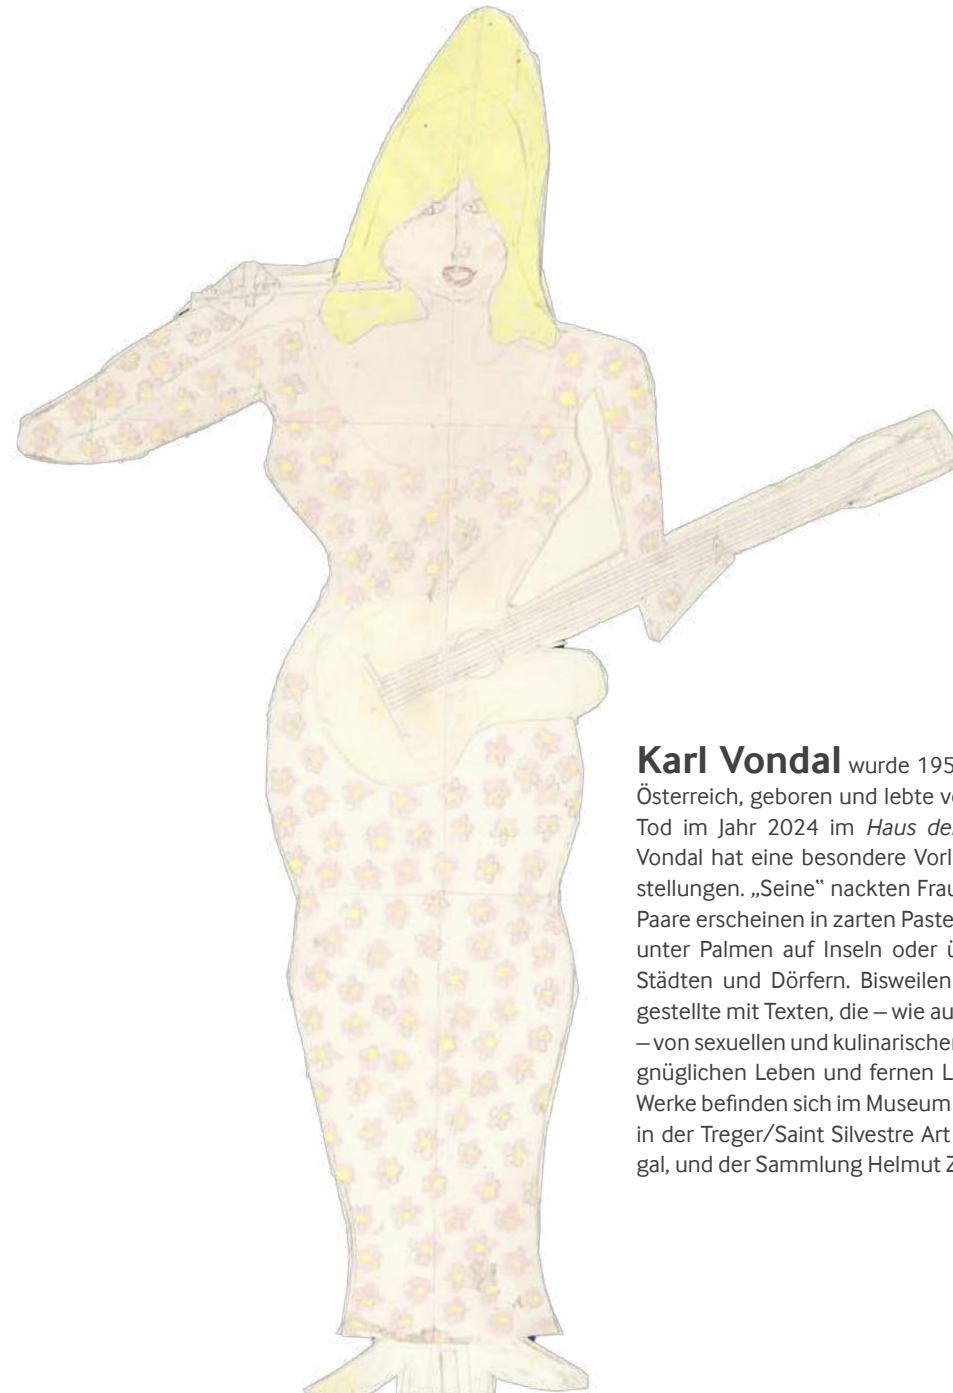 Karl Vondal wurde 195
Österreich, geboren und lebte v
Tod im Jahr 2024 im Haus de
Vondal hat eine besondere Vorl
stellungen. „Seine“ nackten Frau
Paare erscheinen in zarten Paste
unter Palmen auf Inseln oder ü
Städten und Dörfern. Bisweilen
gestellte mit Texten, die – wie au
– von sexuellen und kulinarische
gnüglichen Leben und fernen L
Werke befinden sich im Museum
in der Treger/Saint Silvestre Art
gal, und der Sammlung Helmut Z